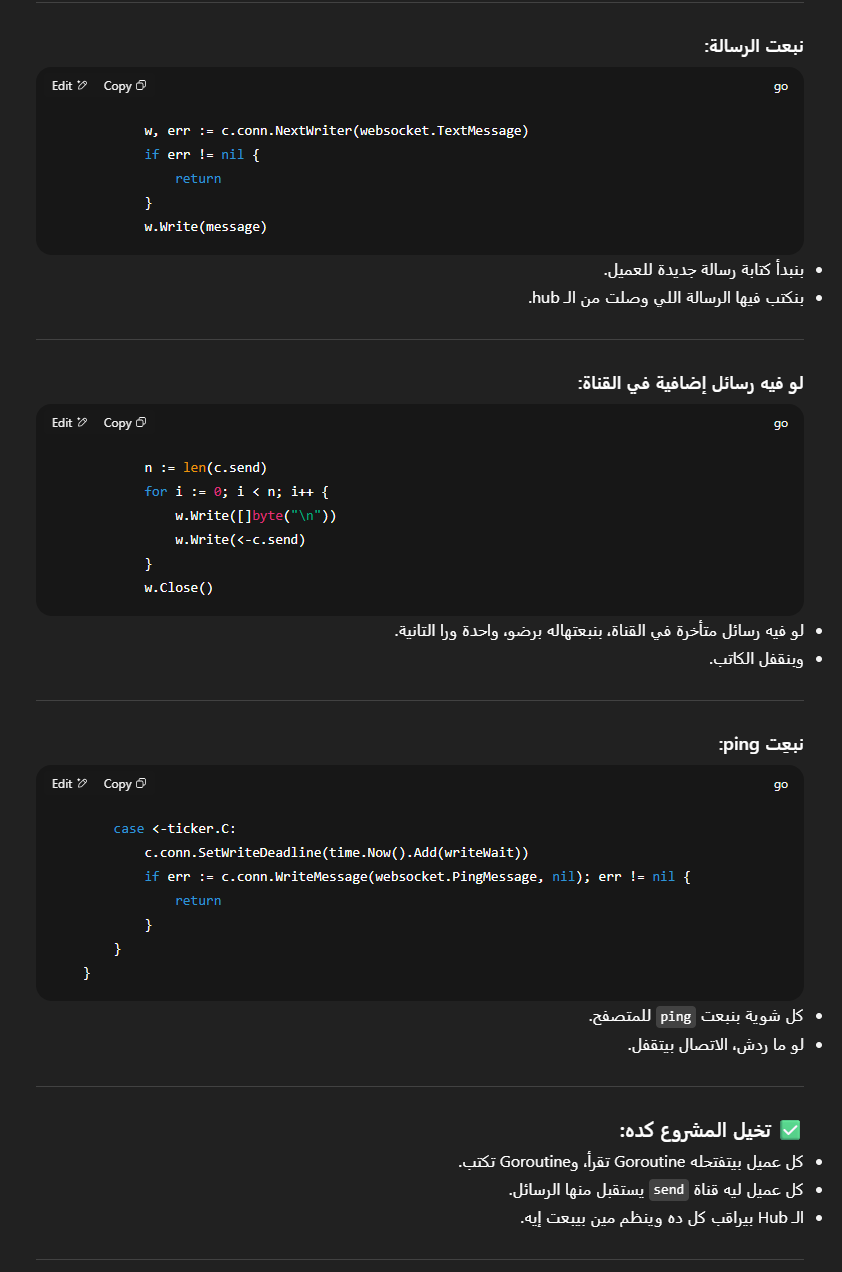 نبعت الرسالة:
go Copy Edit
w, err := c.conn.NextWriter(websocket.TextMessage)
if err != nil {
return
}
w.Write(message)
بنبدأ كتابة رسالة جديدة للعميل.
بنكتب فيها الرسالة اللي وصلت من الـ hub.
لو فيه رسائل إضافية في القناة:
go Copy Edit
n := len(c.send)
for i := 0; i < n; i++ {
w.Write([]byte("\n"))
w.Write(<-c.send)
}
w.Close()
لو فيه رسائل متأخرة في القناة، بنبعتهاله برضو، واحدة ورا التانية.
وبنقفل الكاتب.
نبعِت ping:
go Copy Edit
case <-ticker.C:
c.conn.SetWriteDeadline(time.Now().Add(writeWait))
if err := c.conn.WriteMessage(websocket.PingMessage, nil); err != nil {
return
}
}
}
كل شوية بنبعت ping للمتصفح.
لو ما ردش، الاتصال بيتقفل.
✅ تخيل المشروع كده:
كل عميل بيتفتحله Goroutine تقرأ، وGoroutine تكتب.
كل عميل ليه قناة send يستقبل منها الرسائل.
الـ Hub بيراقب كل ده وينظم مين بيبعت إيه.